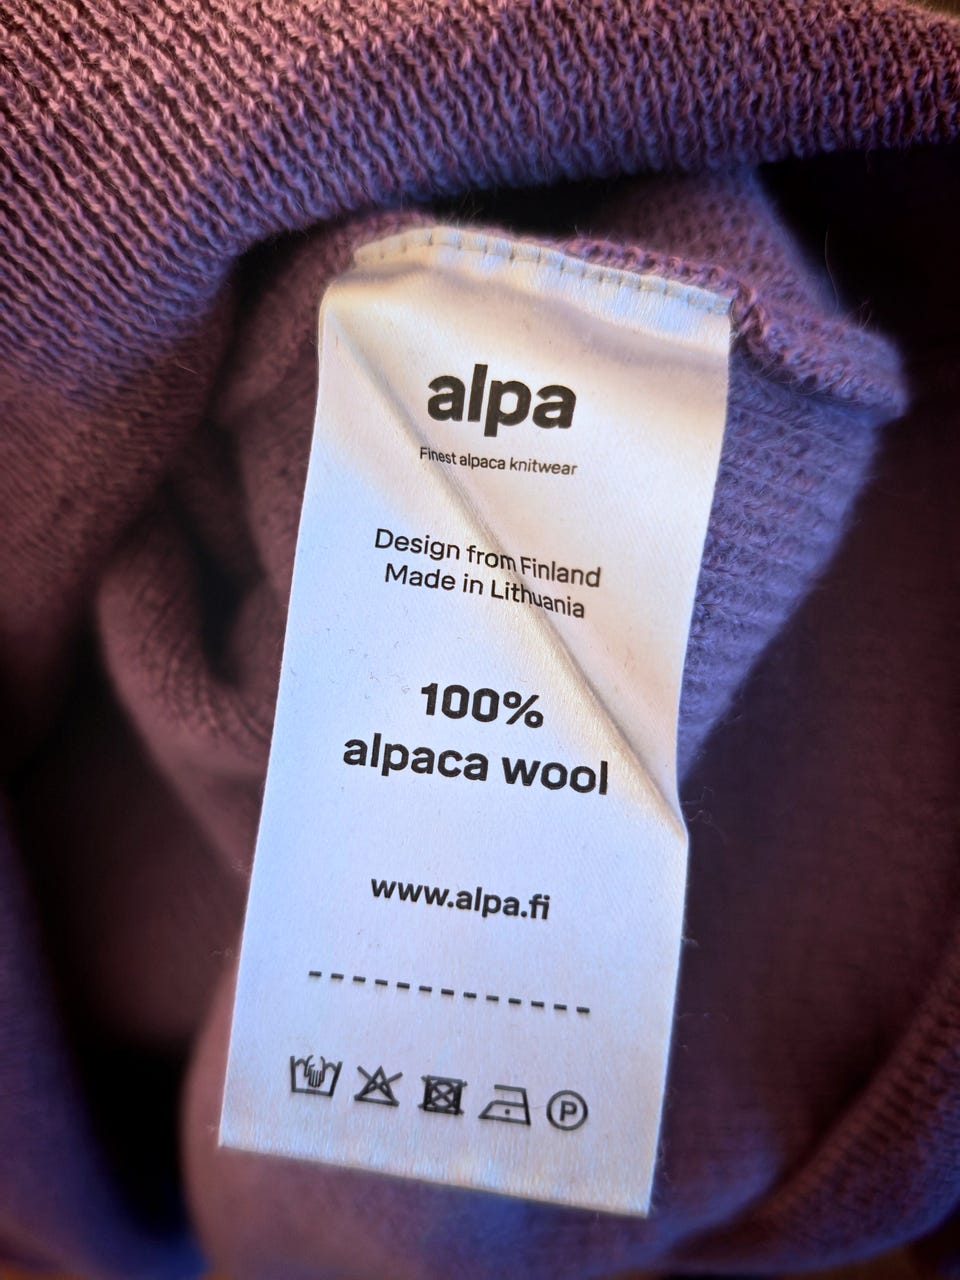 alpa
Finest alpaca knitwear
Design from Finland
Made in Lithuania
100%
alpaca wool
www.alpa.fi
P